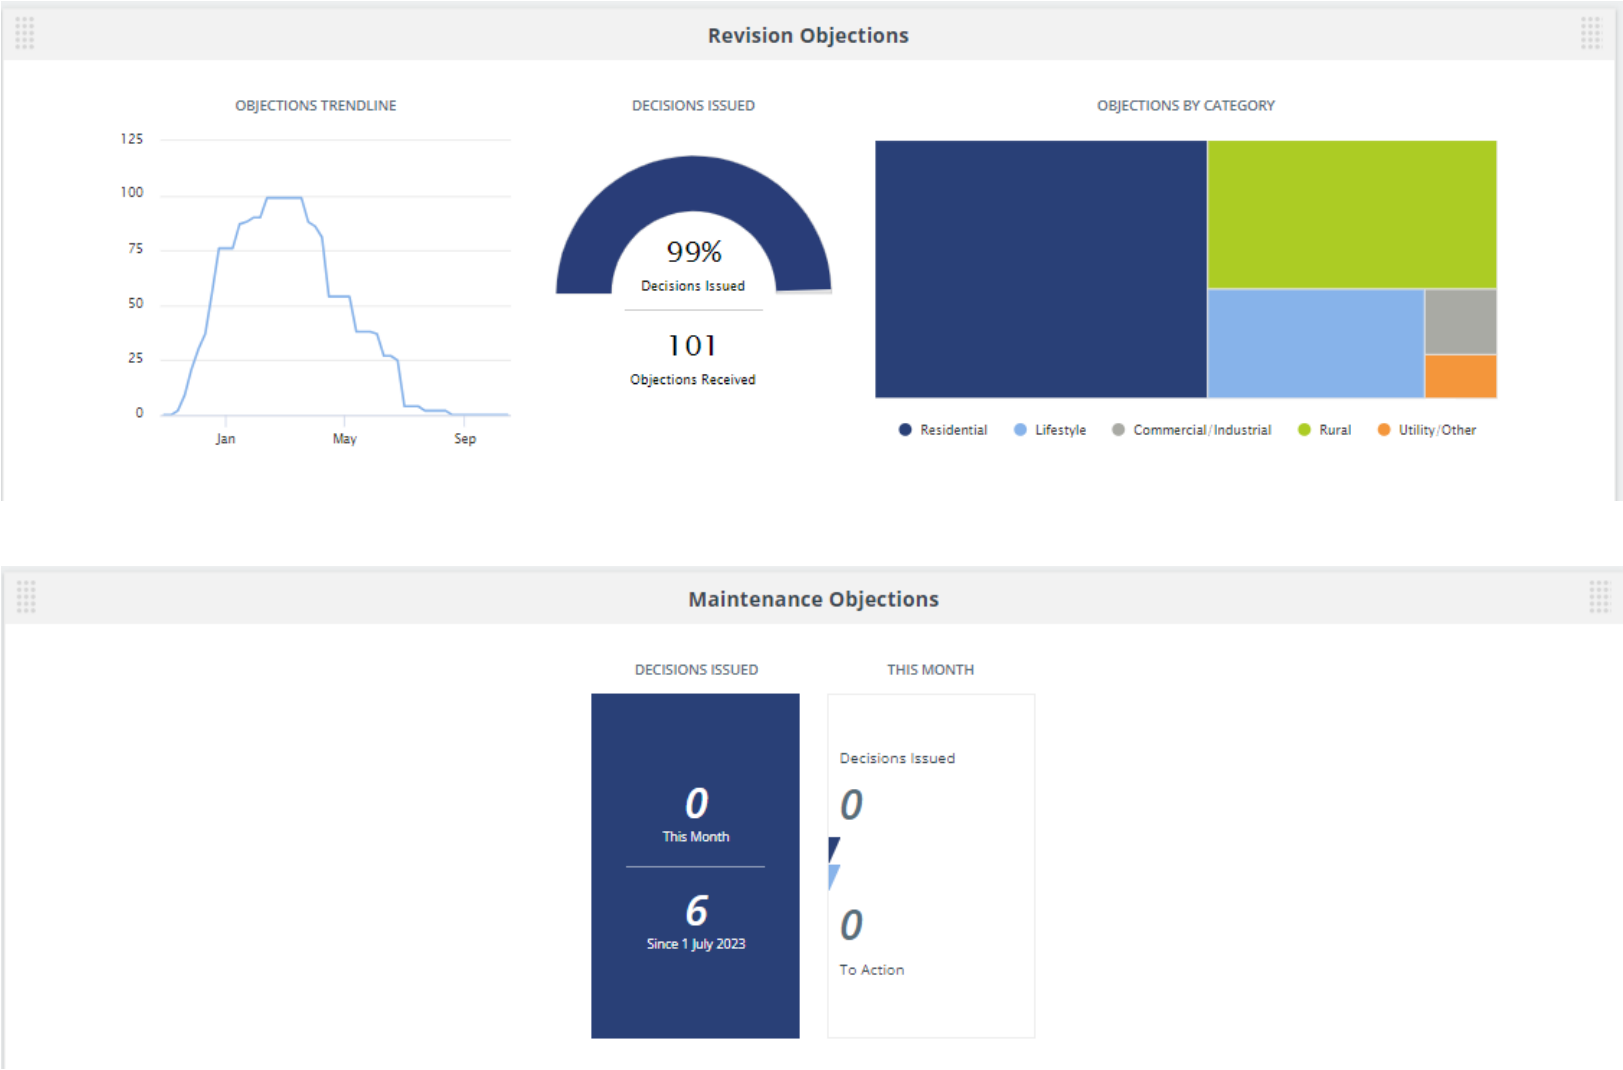 Revision Objections
OBJECTIONS TRENDLINE
125
100
75
50
25
0
Jan May Sep
DECISIONS ISSUED
99%
Decisions Issued
101
Objections Received
OBJECTIONS BY CATEGORY
Residential Lifestyle Commercial/Industrial Rural Utility/Other
Maintenance Objections
DECISIONS ISSUED
0
This Month
6
Since 1 July 2023
THIS MONTH
Decisions Issued
0
0
To Action